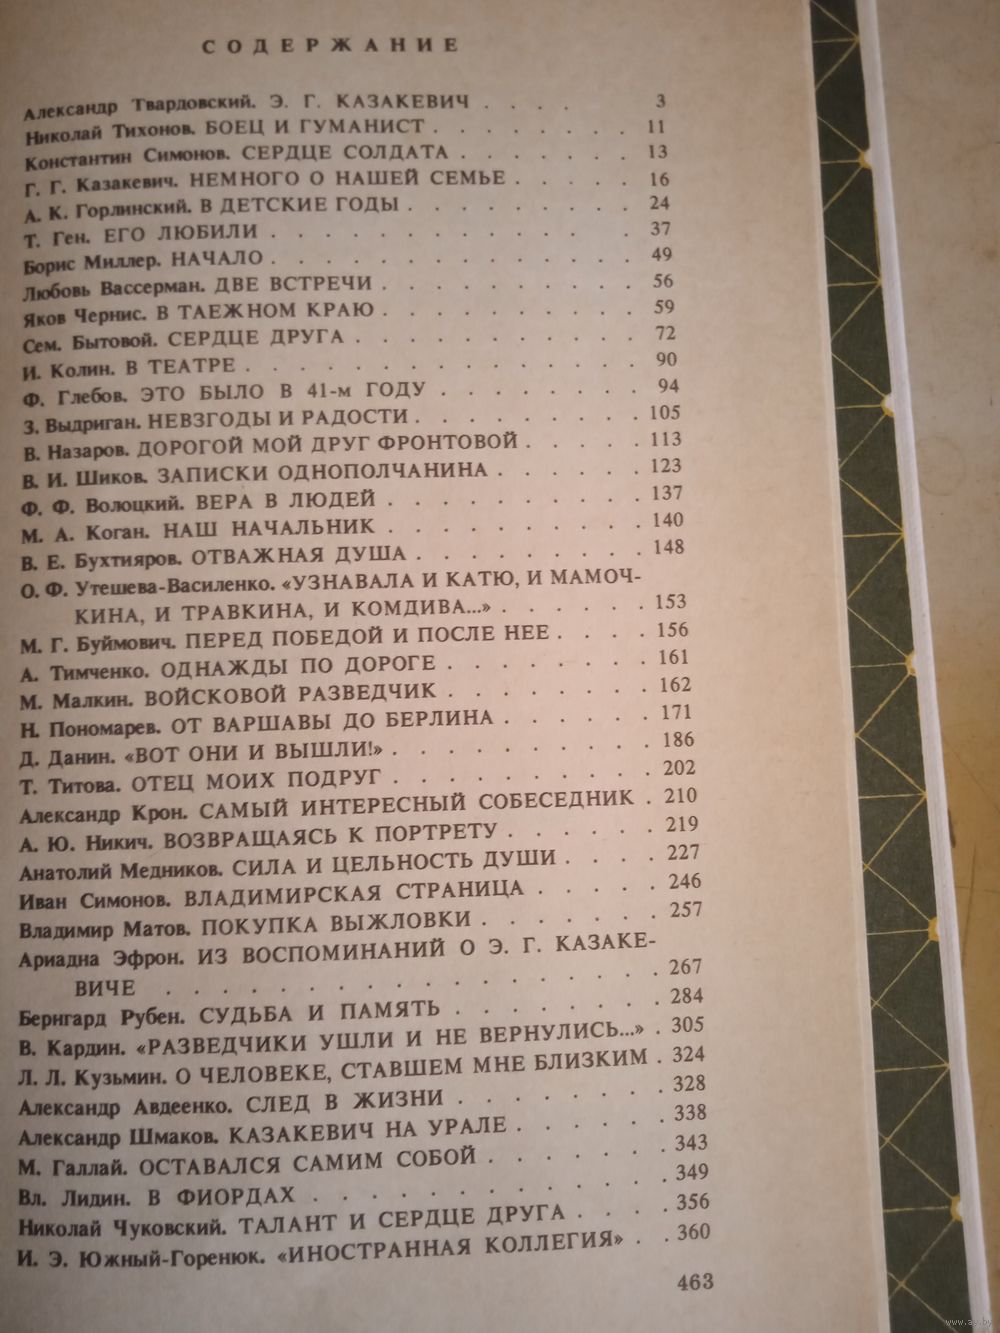 СОДЕРЖАНИЕ
Александр Твардовский. Э. Г. КАЗАКЕВИЧ . . . . 3
Николай Тихонов. БОЕЦ И ГУМАНИСТ . . . . . . . . 11
Константин Симонов. СЕРДЦЕ СОЛДАТА . . . . . . . 13
Г. Г. Казакевич. НЕМНОГО О НАШЕЙ СЕМЬЕ . . . . . 16
А. К. Горлинский. В ДЕТСКИЕ ГОДЫ . . . . . . . . . 24
Т. Ген. ЕГО ЛЮБИЛИ . . . . . . . . . . . . . 37
Борис Миллер. НАЧАЛО . . . . . . . . . . . . . . 49
Любовь Вассерман. ДВЕ ВСТРЕЧИ . . . . . . . . . . 56
Яков Чернис. В ТАЕЖНОМ КРАЮ . . . . . . . . . . 59
Сем. Бытовой. СЕРДЦЕ ДРУГА . . . . . . . . . . . 72
И. Колин. В ТЕАТРЕ . . . . . . . . . . . . . . . 90
Ф. Глебов. ЭТО БЫЛО В 41-м ГОДУ . . . . . . . . 94
З. Выдриган. НЕВЗГОДЫ И РАДОСТИ . . . . . . . . . 105
В. Назаров. ДОРОГОЙ МОЙ ДРУГ ФРОНТОВОЙ . . . . . 113
В. И. Шиков. ЗАПИСКИ ОДНОПОЛЧАНИНА . . . . . . 123
Ф. Ф. Волоцкий. ВЕРА В ЛЮДЕЙ . . . . . . . . . . 137
М. А. Коган. НАШ НАЧАЛЬНИК . . . . . . . . . . 140
В. Е. Бухтияров. ОТВАЖНАЯ ДУША . . . . . . . . . 148
О. Ф. Утешева-Василенко. «УЗНАВАЛА И КАТЮ, И МАМОЧ-
КИНА, И ТРАВКИНА, И КОМДИВА...» . . . . . . 153
М. Г. Буймович. ПЕРЕД ПОБЕДОЙ И ПОСЛЕ НЕЕ . . . . 156
А. Тимченко. ОДНАЖДЫ ПО ДОРОГЕ . . . . . . . . 161
М. Малкин. ВОЙСКОВОЙ РАЗВЕДЧИК . . . . . . . . 162
Н. Пономарев. ОТ ВАРШАВЫ ДО БЕРЛИНА . . . . . . 171
Д. Данин. «ВОТ ОНИ И ВЫШЛИ!» . . . . . . . . . . 186
Т. Титова. ОТЕЦ МОИХ ПОДРУГ . . . . . . . . . . 202
Александр Крон. САМЫЙ ИНТЕРЕСНЫЙ СОБЕСЕДНИК . 210
А. Ю. Никич. ВОЗВРАЩАЯСЬ К ПОРТРЕТУ . . . . . . 219
Анатолий Медников. СИЛА И ЦЕЛЬНОСТЬ ДУШИ . . . . 227
Иван Симонов. ВЛАДИМИРСКАЯ СТРАНИЦА . . . . . 246
Владимир Матов. ПОКУПКА ВЫЖЛОВКИ . . . . . . . 257
Ариадна Эфрон. ИЗ ВОСПОМИНАНИЙ О Э. Г. КАЗАКЕ-
ВИЧЕ . . . . . . . . . . . . . . 267
Бернгард Рубен. СУДЬБА И ПАМЯТЬ . . . . . . . . 284
В. Кардин. «РАЗВЕДЧИКИ УШЛИ И НЕ ВЕРНУЛИСЬ...» . 305
Л. Л. Кузьмин. О ЧЕЛОВЕКЕ, СТАВШЕМ МНЕ БЛИЗКИМ . 324
Александр Авдеенко. СЛЕД В ЖИЗНИ . . . . . . . . 328
Александр Шмаков. КАЗАКЕВИЧ НА УРАЛЕ . . . . . . 338
М. Галлай. ОСТАВАЛСЯ САМИМ СОБОЙ . . . . . . . 343
Вл. Лидин. В ФИОРДАХ . . . . . . . . . . . . . 349
Николай Чуковский. ТАЛАНТ И СЕРДЦЕ ДРУГА . . . . 356
И. Э. Южный-Горенюк. «ИНОСТРАННАЯ КОЛЛЕГИЯ» . . 360
463
www.ay.by